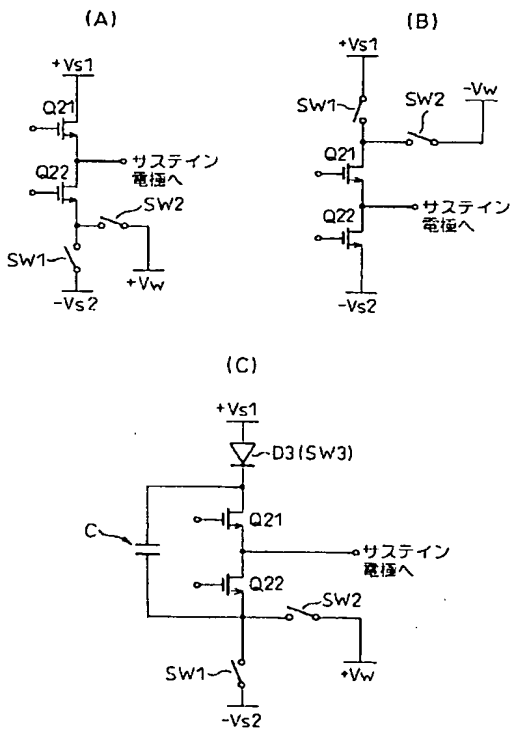 (A)
+Vs1
Q21
Q22
サステイン
電極へ
SW2
SW1
+Vw
-Vs2
(B)
+Vs1
-Vw
SW1
SW2
Q21
サステイン
電極へ
Q22
-Vs2
(C)
+Vs1
D3(SW3)
C
Q21
サステイン
電極へ
Q22
SW2
SW1
+Vw
-Vs2